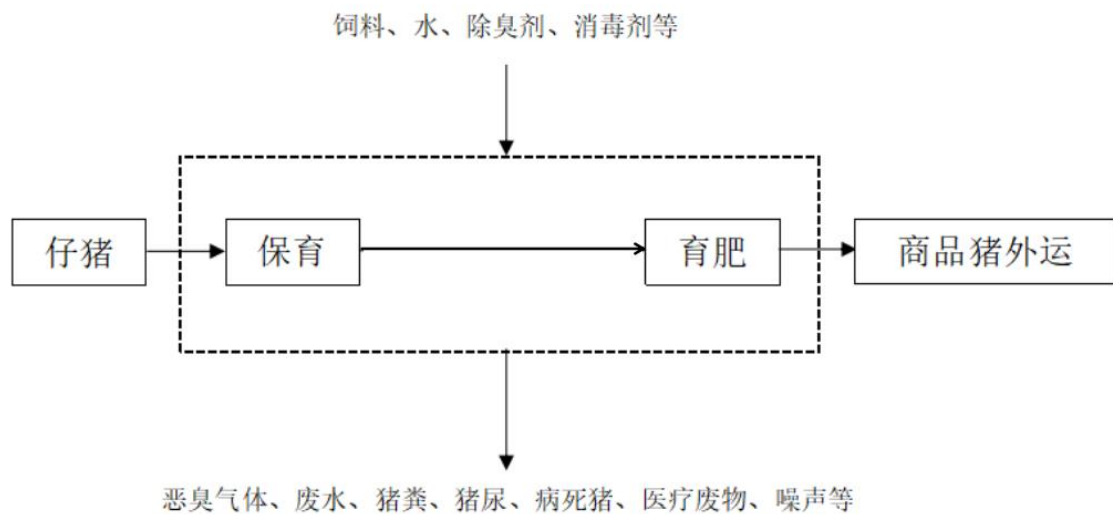 饲料、水、除臭剂、消毒剂等
仔猪
保育
育肥
商品猪外运
恶臭气体、废水、猪粪、猪尿、病死猪、医疗废物、噪声等